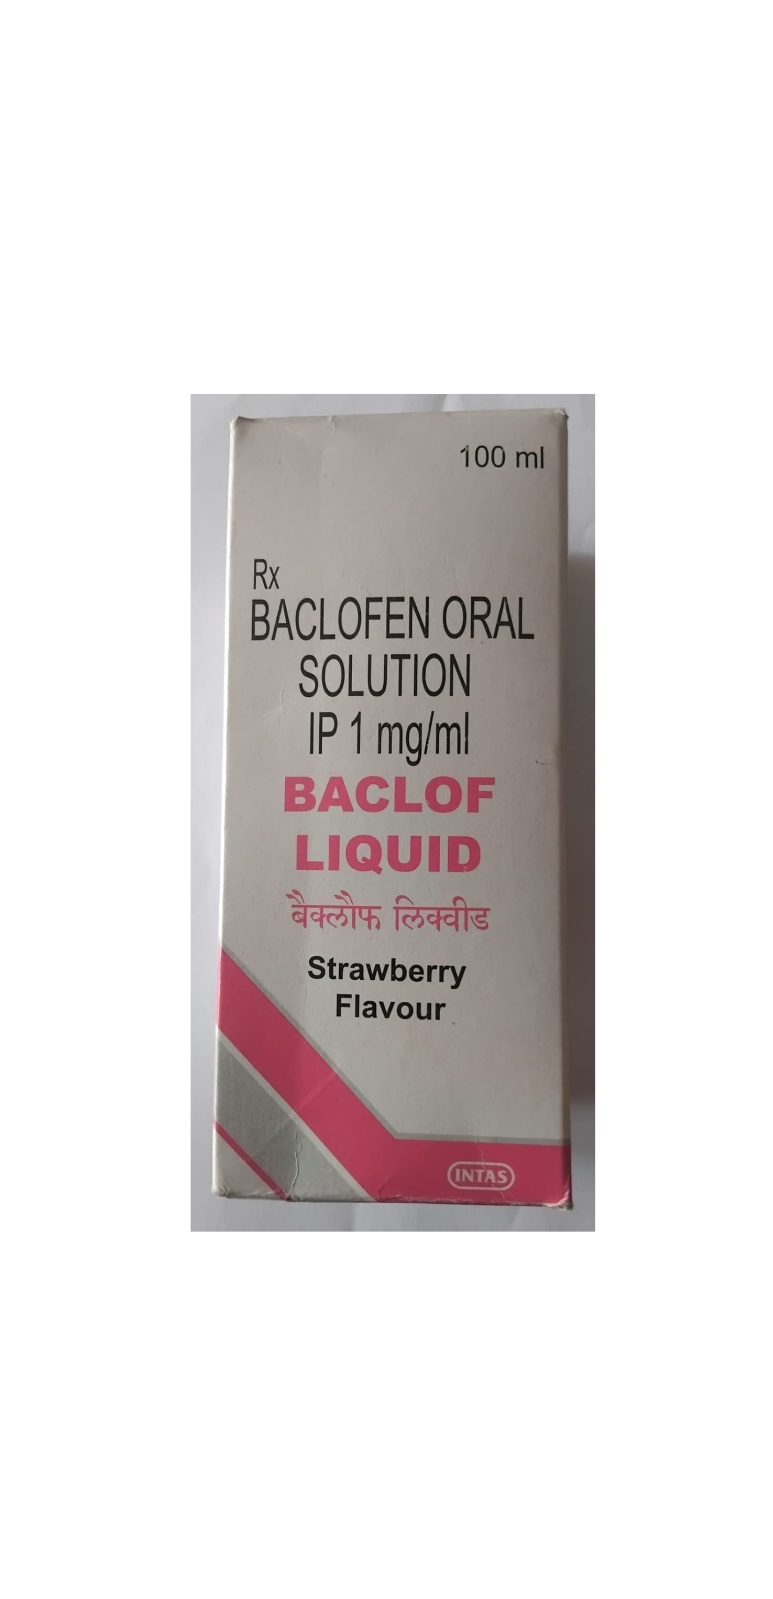 100 ml
Rx
BACLOFEN ORAL
SOLUTION
IP 1 mg/ml
BACLOF
LIQUID
बैक्लौफ लिक्वीड
Strawberry
Flavour
INTAS